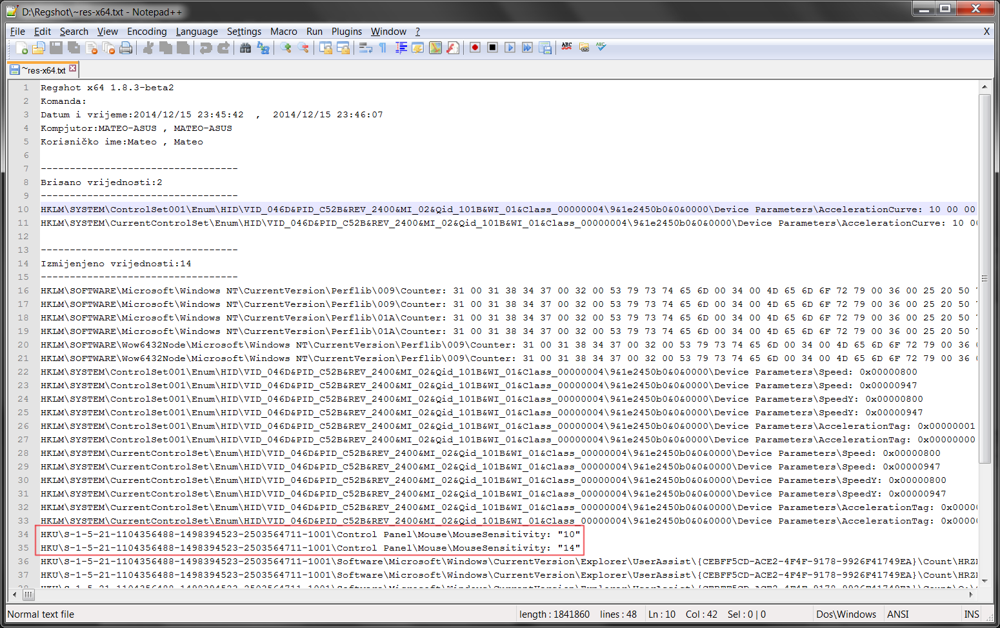 D:\Regshot\~res-x64.txt - Notepad++
File Edit Search View Encoding Language Settings Macro Run Plugins Window ? X
~res-x64.txt
1 Regshot x64 1.8.3-beta2
2 Komanda:
3 Datum i vrijeme:2014/12/15 23:45:42 , 2014/12/15 23:46:07
4 Kompjutor:MATEO-ASUS , MATEO-ASUS
5 Korisničko ime:Mateo , Mateo
6
7 ----------------------------------
8 Brisano vrijednosti:2
9 ----------------------------------
10 HKLM\SYSTEM\ControlSet001\Enum\HID\VID_046D&PID_C52B&REV_2400&MI_02&Qid_101B&WI_01&Class_00000004\9&1e2450b0&0&0000\Device Parameters\AccelerationCurve: 10 00 00
11 HKLM\SYSTEM\CurrentControlSet\Enum\HID\VID_046D&PID_C52B&REV_2400&MI_02&Qid_101B&WI_01&Class_00000004\9&1e2450b0&0&0000\Device Parameters\AccelerationCurve: 10 0
12
13 ----------------------------------
14 Izmijenjeno vrijednosti:14
15 ----------------------------------
16 HKLM\SOFTWARE\Microsoft\Windows NT\CurrentVersion\Perflib\009\Counter: 31 00 31 38 34 37 00 32 00 53 79 73 74 65 6D 00 34 00 4D 65 6D 6F 72 79 00 36 00 25 20 50
17 HKLM\SOFTWARE\Microsoft\Windows NT\CurrentVersion\Perflib\009\Counter: 31 00 31 38 34 37 00 32 00 53 79 73 74 65 6D 00 34 00 4D 65 6D 6F 72 79 00 36 00 25 20 50
18 HKLM\SOFTWARE\Microsoft\Windows NT\CurrentVersion\Perflib\01A\Counter: 31 00 31 38 34 37 00 32 00 53 79 73 74 65 6D 00 34 00 4D 65 6D 6F 72 79 00 36 00 25 20 50
19 HKLM\SOFTWARE\Microsoft\Windows NT\CurrentVersion\Perflib\01A\Counter: 31 00 31 38 34 37 00 32 00 53 79 73 74 65 6D 00 34 00 4D 65 6D 6F 72 79 00 36 00 25 20 50
20 HKLM\SOFTWARE\Wow6432Node\Microsoft\Windows NT\CurrentVersion\Perflib\009\Counter: 31 00 31 38 34 37 00 32 00 53 79 73 74 65 6D 00 34 00 4D 65 6D 6F 72 79 00 36
21 HKLM\SOFTWARE\Wow6432Node\Microsoft\Windows NT\CurrentVersion\Perflib\009\Counter: 31 00 31 38 34 37 00 32 00 53 79 73 74 65 6D 00 34 00 4D 65 6D 6F 72 79 00 36
22 HKLM\SYSTEM\ControlSet001\Enum\HID\VID_046D&PID_C52B&REV_2400&MI_02&Qid_101B&WI_01&Class_00000004\9&1e2450b0&0&0000\Device Parameters\Speed: 0x00000800
23 HKLM\SYSTEM\ControlSet001\Enum\HID\VID_046D&PID_C52B&REV_2400&MI_02&Qid_101B&WI_01&Class_00000004\9&1e2450b0&0&0000\Device Parameters\Speed: 0x00000947
24 HKLM\SYSTEM\ControlSet001\Enum\HID\VID_046D&PID_C52B&REV_2400&MI_02&Qid_101B&WI_01&Class_00000004\9&1e2450b0&0&0000\Device Parameters\SpeedY: 0x00000800
25 HKLM\SYSTEM\ControlSet001\Enum\HID\VID_046D&PID_C52B&REV_2400&MI_02&Qid_101B&WI_01&Class_00000004\9&1e2450b0&0&0000\Device Parameters\SpeedY: 0x00000947
26 HKLM\SYSTEM\ControlSet001\Enum\HID\VID_046D&PID_C52B&REV_2400&MI_02&Qid_101B&WI_01&Class_00000004\9&1e2450b0&0&0000\Device Parameters\AccelerationTag: 0x00000001
27 HKLM\SYSTEM\ControlSet001\Enum\HID\VID_046D&PID_C52B&REV_2400&MI_02&Qid_101B&WI_01&Class_00000004\9&1e2450b0&0&0000\Device Parameters\AccelerationTag: 0x00000000
28 HKLM\SYSTEM\CurrentControlSet\Enum\HID\VID_046D&PID_C52B&REV_2400&MI_02&Qid_101B&WI_01&Class_00000004\9&1e2450b0&0&0000\Device Parameters\Speed: 0x00000800
29 HKLM\SYSTEM\CurrentControlSet\Enum\HID\VID_046D&PID_C52B&REV_2400&MI_02&Qid_101B&WI_01&Class_00000004\9&1e2450b0&0&0000\Device Parameters\Speed: 0x00000947
30 HKLM\SYSTEM\CurrentControlSet\Enum\HID\VID_046D&PID_C52B&REV_2400&MI_02&Qid_101B&WI_01&Class_00000004\9&1e2450b0&0&0000\Device Parameters\SpeedY: 0x00000800
31 HKLM\SYSTEM\CurrentControlSet\Enum\HID\VID_046D&PID_C52B&REV_2400&MI_02&Qid_101B&WI_01&Class_00000004\9&1e2450b0&0&0000\Device Parameters\SpeedY: 0x00000947
32 HKLM\SYSTEM\CurrentControlSet\Enum\HID\VID_046D&PID_C52B&REV_2400&MI_02&Qid_101B&WI_01&Class_00000004\9&1e2450b0&0&0000\Device Parameters\AccelerationTag: 0x0000
33 HKLM\SYSTEM\CurrentControlSet\Enum\HID\VID_046D&PID_C52B&REV_2400&MI_02&Qid_101B&WI_01&Class_00000004\9&1e2450b0&0&0000\Device Parameters\AccelerationTag: 0x0000
34 HKU\S-1-5-21-1104356488-1498394523-2503564711-1001\Control Panel\Mouse\MouseSensitivity: "10"
35 HKU\S-1-5-21-1104356488-1498394523-2503564711-1001\Control Panel\Mouse\MouseSensitivity: "14"
36 HKU\S-1-5-21-1104356488-1498394523-2503564711-1001\Software\Microsoft\Windows\CurrentVersion\Explorer\UserAssist\{CEBFF5CD-ACE2-4F4F-9178-9926F41749EA}\Count\HRZ
37 HKU\S-1-5-21-1104356488-1498394523-2503564711-1001\Software\Microsoft\Windows\CurrentVersion\Explorer\UserAssist\{CEBFF5CD-ACE2-4F4F-9178-9926F41749EA}\Count\HRZ
Normal text file length : 1841860 lines : 48 Ln : 10 Col : 42 Sel : 0 | 0 Dos\Windows ANSI INS